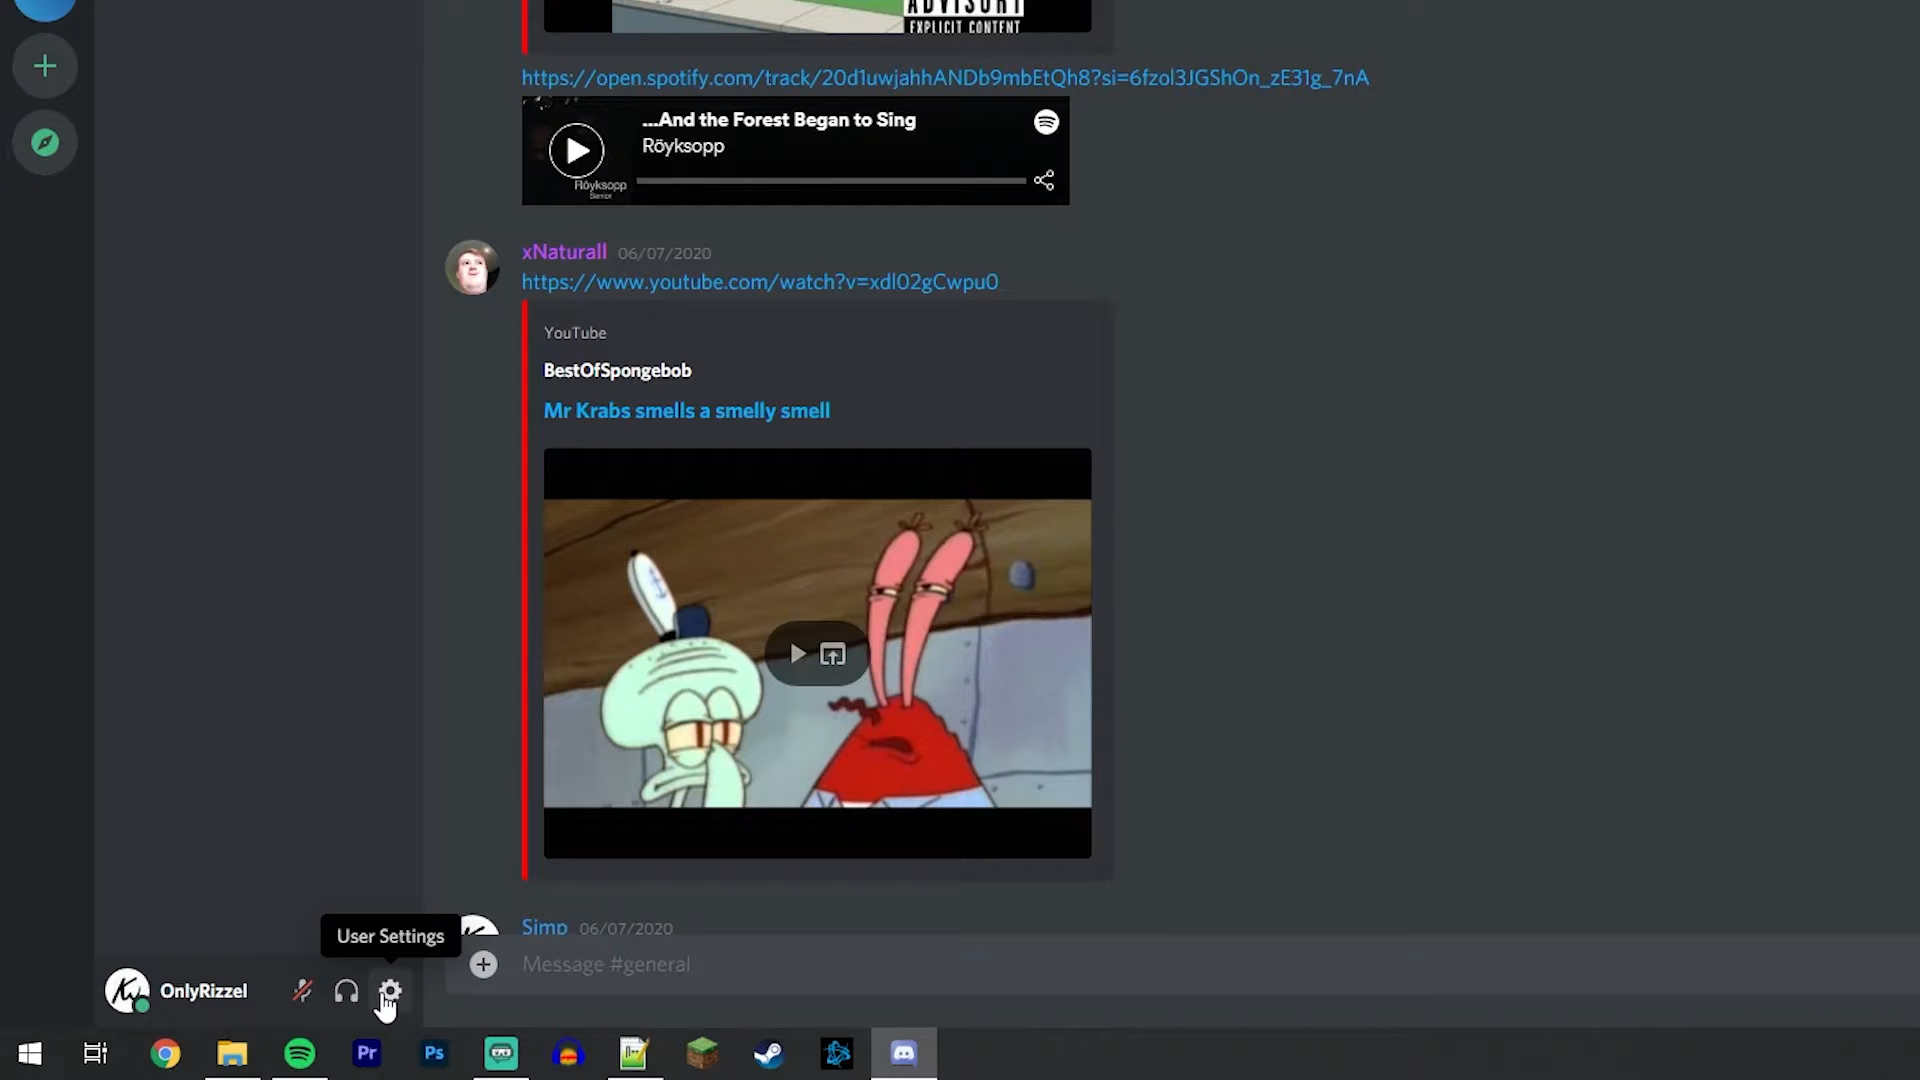 ADVISORY
EXPLICIT CONTENT
https://open.spotify.com/track/20d1uwjahhANDb9mbEtQh8?si=6fzol3JGShOn_zE31g_7nA
...And the Forest Began to Sing
Röyksopp
Röyksopp
Senior
xNaturall 06/07/2020
https://www.youtube.com/watch?v=xdl02gCwpu0
YouTube
BestOfSpongebob
Mr Krabs smells a smelly smell
User Settings
Simp 06/07/2020
Message #general
OnlyRizzel
Pr
Ps